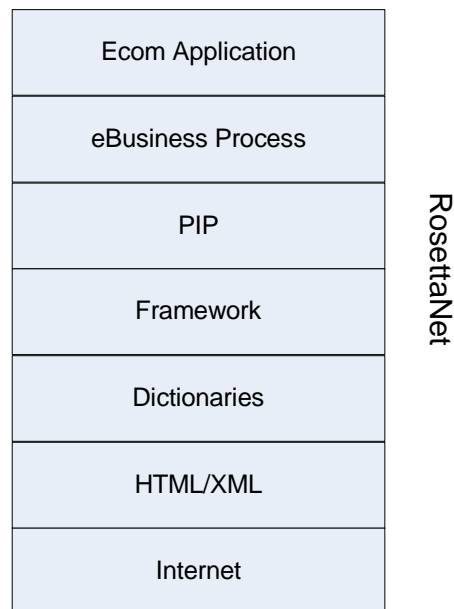 Ecom Application
eBusiness Process
PIP
Framework
Dictionaries
HTML/XML
Internet
RosettaNet